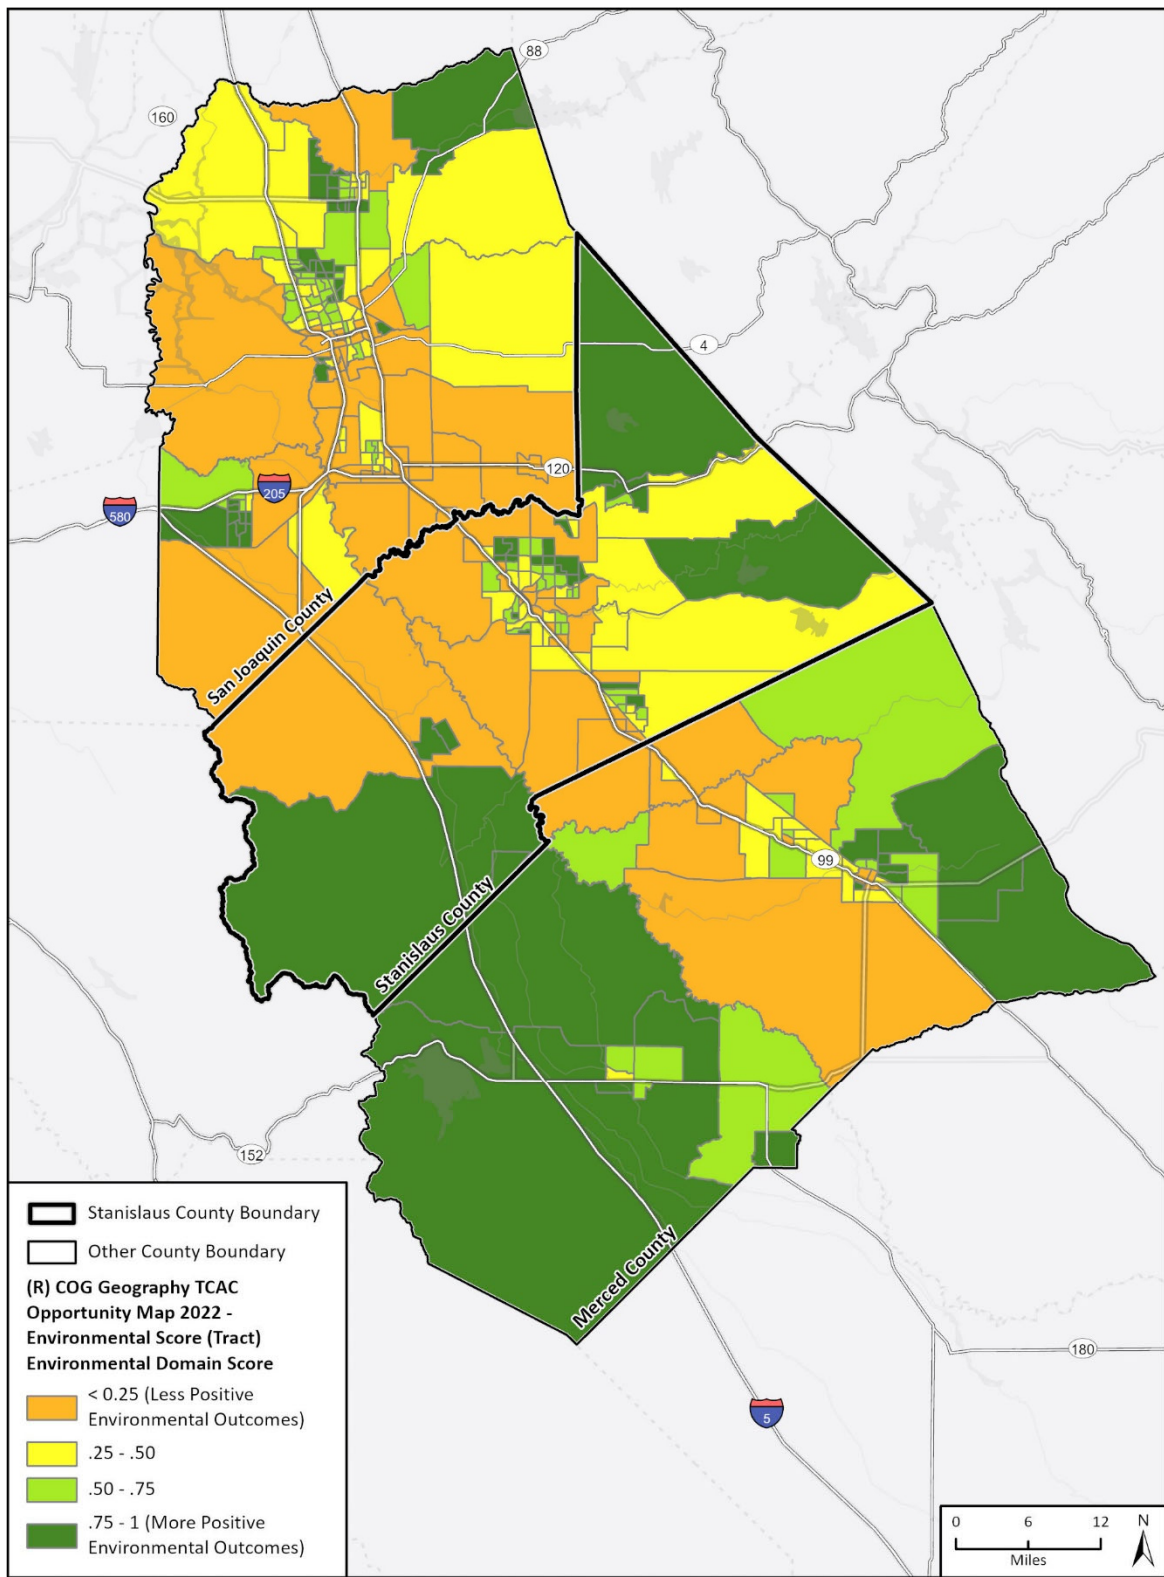 88
160
4
120
205
580
San Joaquin County
99
Stanislaus County
152
Merced County
180
5
Stanislaus County Boundary
Other County Boundary
(R) COG Geography TCAC
Opportunity Map 2022 -
Environmental Score (Tract)
Environmental Domain Score
< 0.25 (Less Positive
Environmental Outcomes)
.25 - .50
.50 - .75
.75 - 1 (More Positive
Environmental Outcomes)
0 6 12
Miles
N